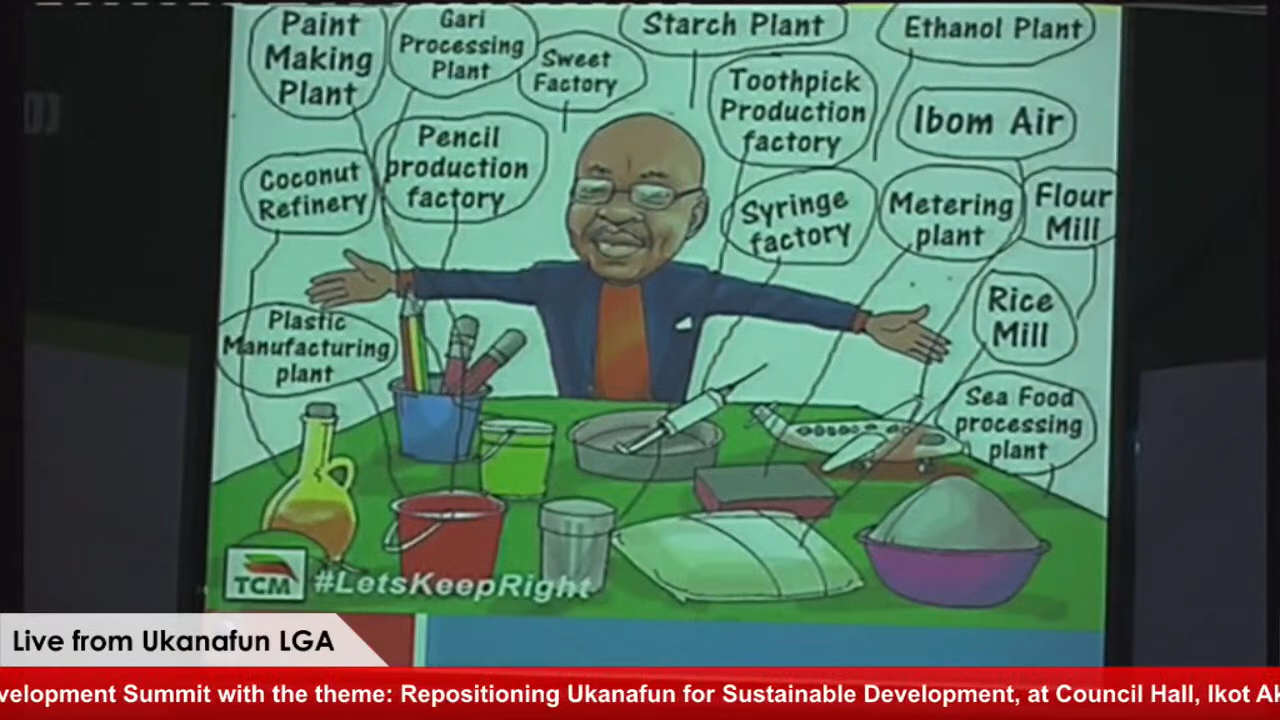 Paint
Making
Plant
Gari
Processing
Plant
Sweet
Factory
Starch Plant
Ethanol Plant
Toothpick
Production
factory
Ibom Air
Pencil
production
factory
Coconut
Refinery
Syringe
factory
Metering
plant
Flour
Mill
Rice
Mill
Plastic
Manufacturing
plant
Sea Food
processing
plant
TCM
#LetsKeepRight
Live from Ukanafun LGA
velopment Summit with the theme: Repositioning Ukanafun for Sustainable Development, at Council Hall, Ikot